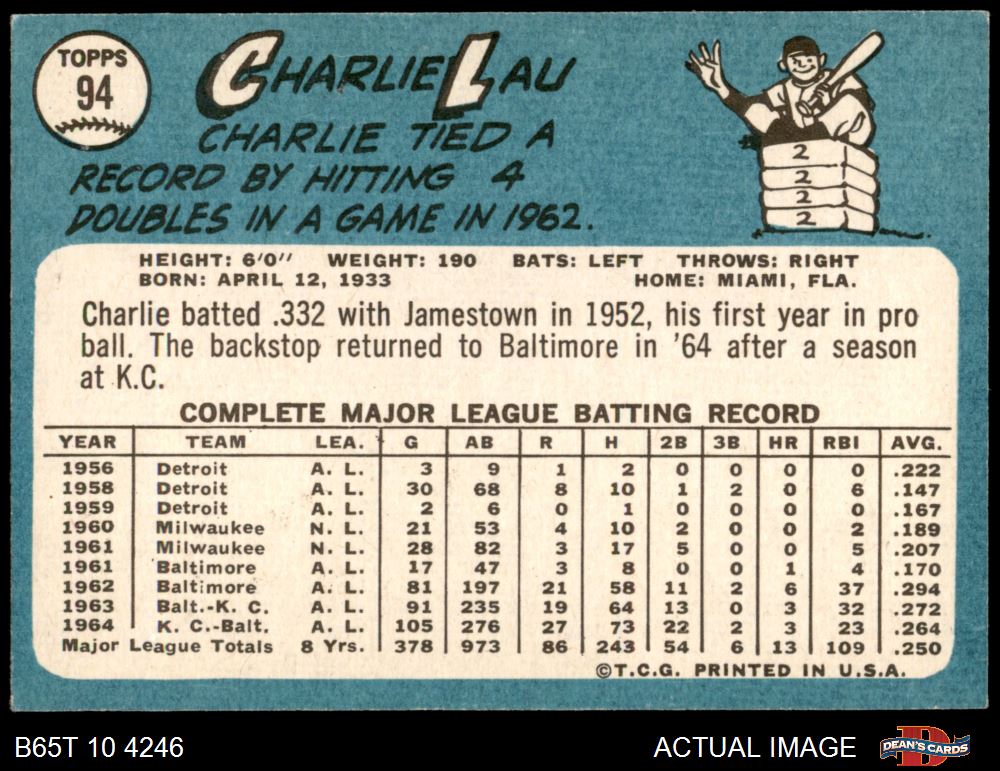 TOPPS
94
CHARLIE LAU
CHARLIE TIED A
RECORD BY HITTING 4
DOUBLES IN A GAME IN 1962.
2
2
2
2
HEIGHT: 6'0" WEIGHT: 190 BATS: LEFT THROWS: RIGHT
BORN: APRIL 12, 1933 HOME: MIAMI, FLA.
Charlie batted .332 with Jamestown in 1952, his first year in pro
ball. The backstop returned to Baltimore in '64 after a season
at K.C.
COMPLETE MAJOR LEAGUE BATTING RECORD
YEAR TEAM LEA. G AB R H 2B 3B HR RBI AVG.
1956 Detroit A. L. 3 9 1 2 0 0 0 0 .222
1958 Detroit A. L. 30 68 8 10 1 2 0 6 .147
1959 Detroit A. L. 2 6 0 1 0 0 0 0 .167
1960 Milwaukee N. L. 21 53 4 10 2 0 0 2 .189
1961 Milwaukee N. L. 28 82 3 17 5 0 0 5 .207
1961 Baltimore A. L. 17 47 3 8 0 0 1 4 .170
1962 Baltimore A. L. 81 197 21 58 11 2 6 37 .294
1963 Balt.-K. C. A. L. 91 235 19 64 13 0 3 32 .272
1964 K. C.-Balt. A. L. 105 276 27 73 22 2 3 23 .264
Major League Totals 8 Yrs. 378 973 86 243 54 6 13 109 .250
©T.C.G. PRINTED IN U.S.A.
B65T 10 4246 ACTUAL IMAGE DEAN'S CARDS